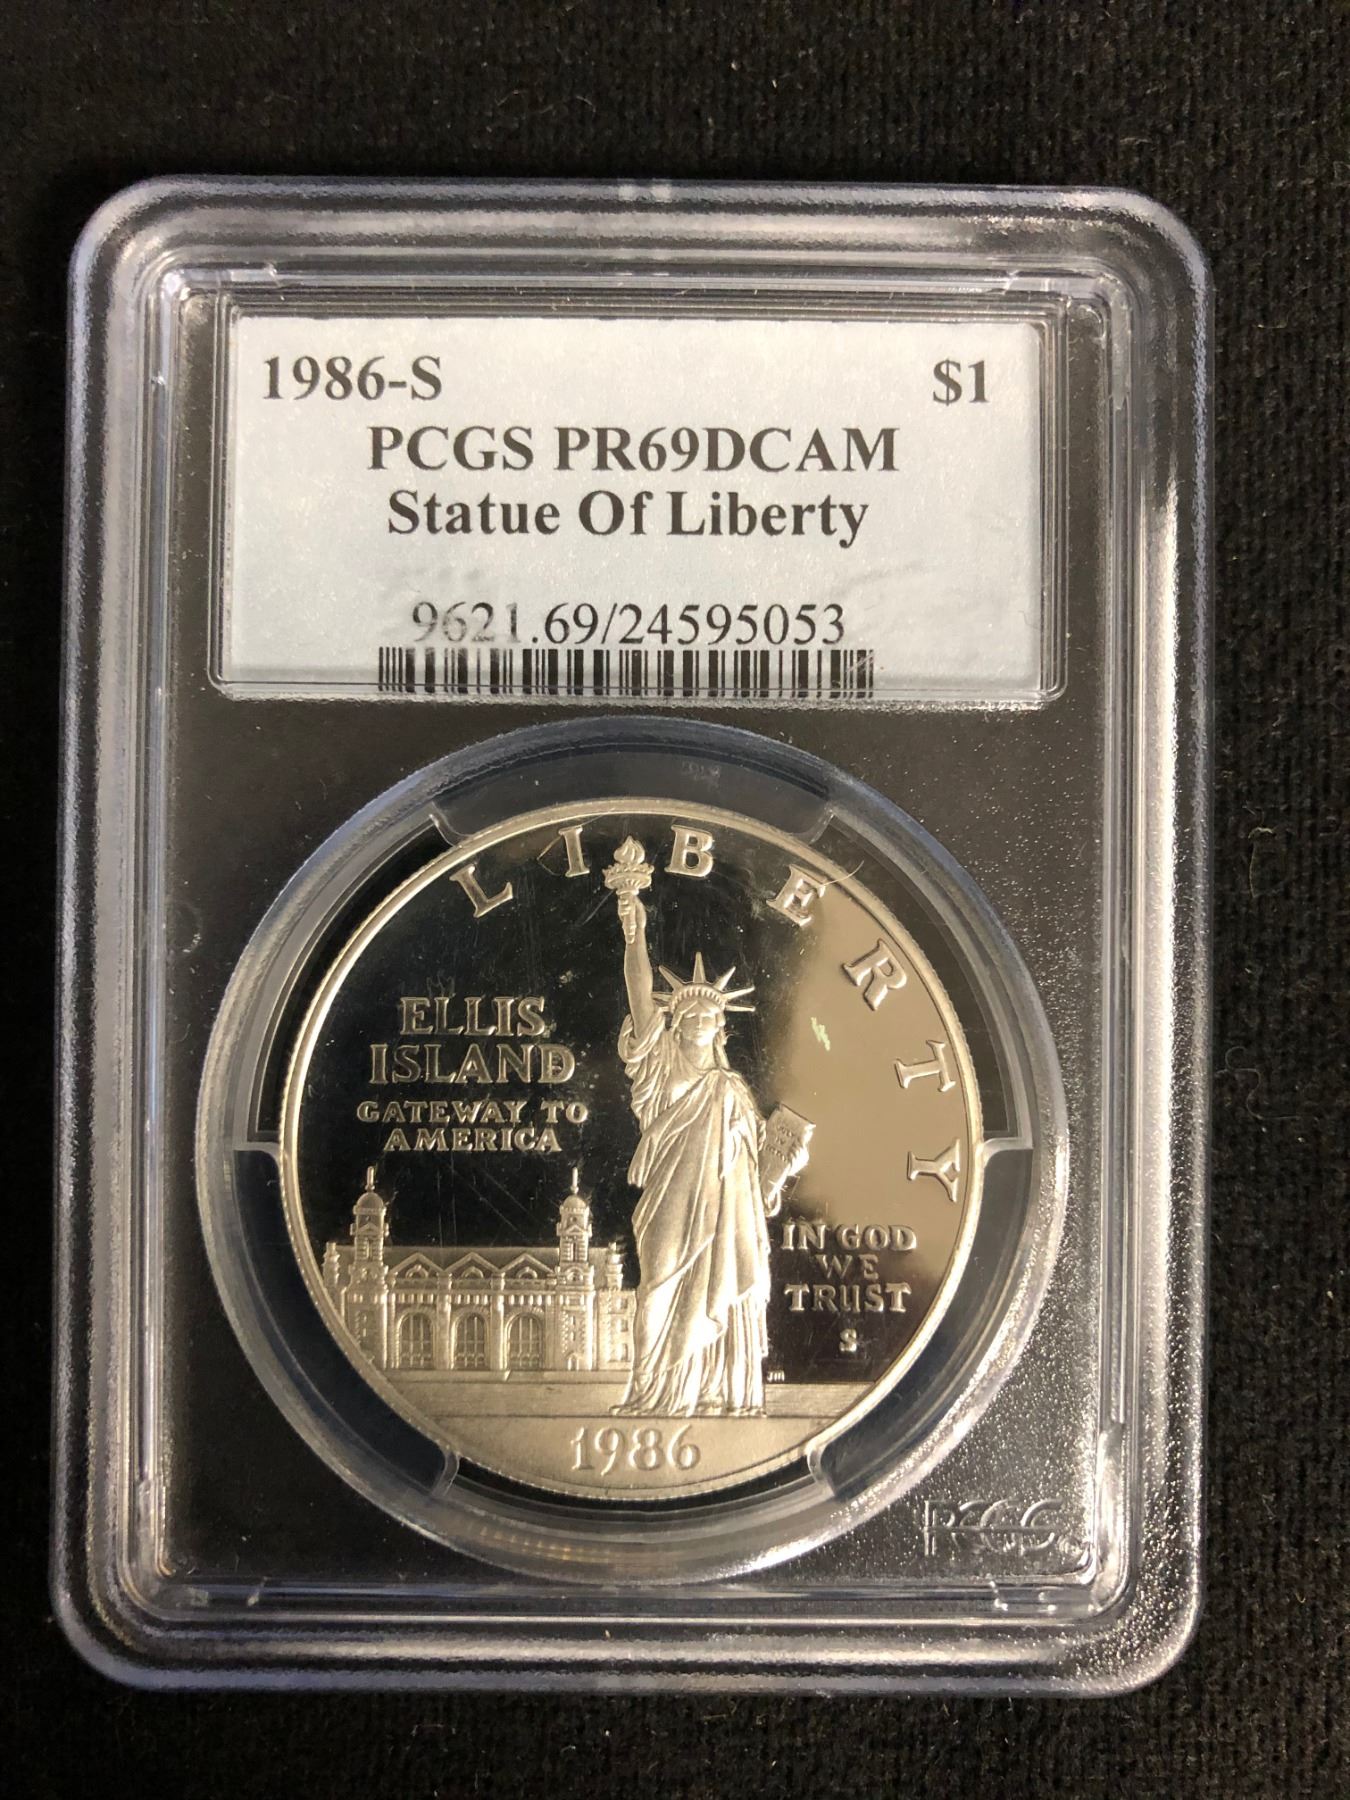 1986-S $1
PCGS PR69DCAM
Statue Of Liberty
9621.69/24595053
LIBERTY
ELLIS
ISLAND
GATEWAY TO
AMERICA
IN GOD
WE
TRUST
S
JM
1986
PCGS